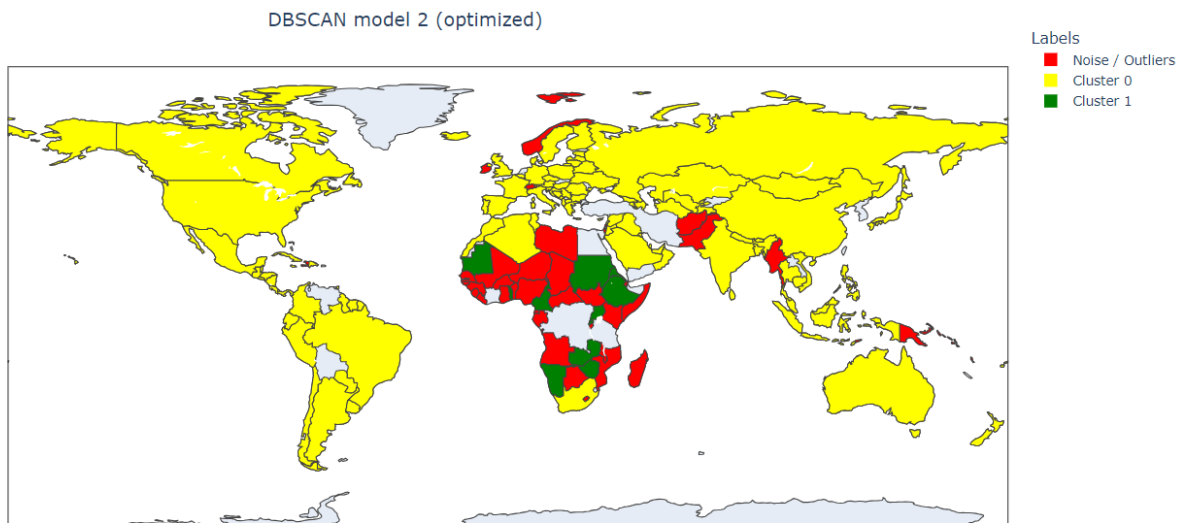 DBSCAN model 2 (optimized)
Labels
Noise / Outliers
Cluster 0
Cluster 1